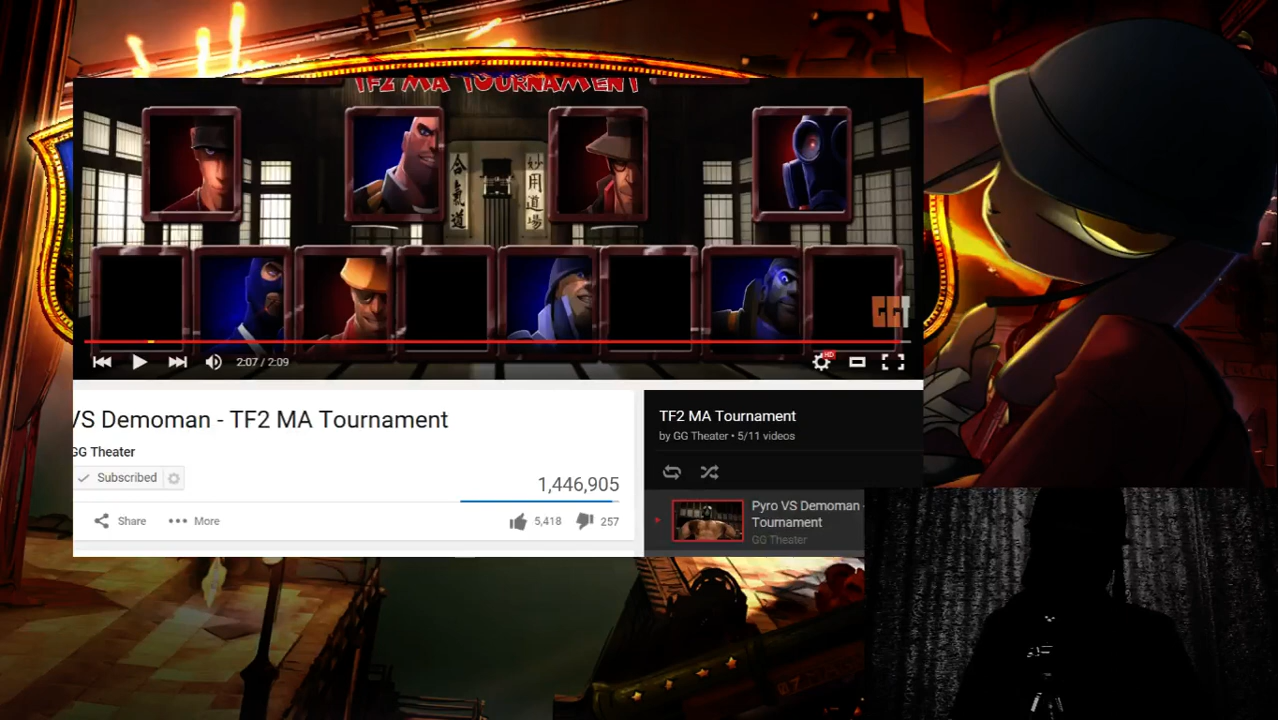 TF2 MA TOURNAMENT
合氣道
妙用道場
GGT
2:07 / 2:09
HD
VS Demoman - TF2 MA Tournament
GG Theater
Subscribed
1,446,905
Share
More
5,418
257
TF2 MA Tournament
by GG Theater • 5/11 videos
Pyro VS Demoman -
Tournament
GG Theater